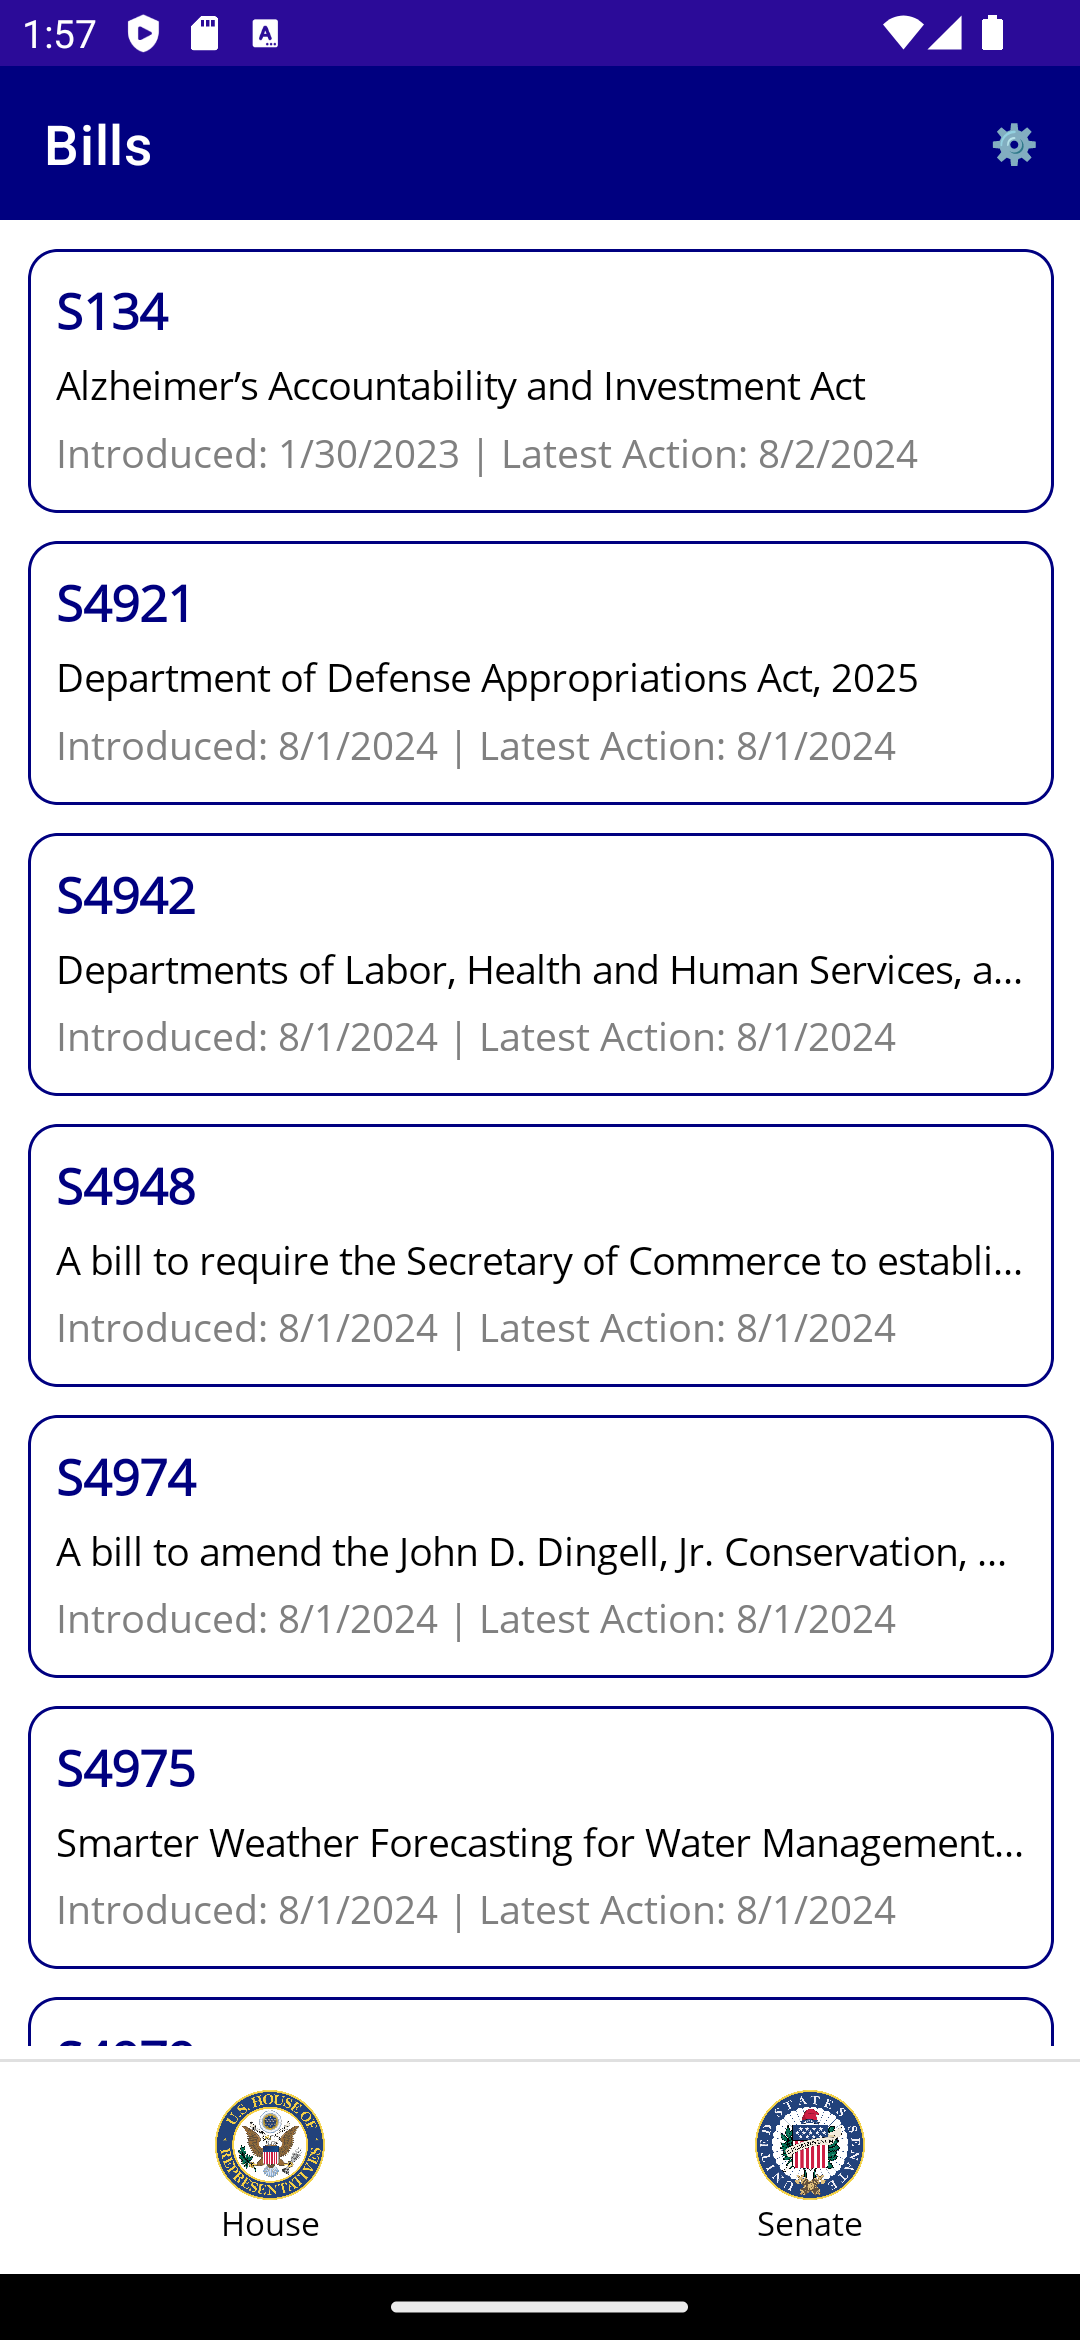 1:57
Bills
S134
Alzheimer’s Accountability and Investment Act
Introduced: 1/30/2023 | Latest Action: 8/2/2024
S4921
Department of Defense Appropriations Act, 2025
Introduced: 8/1/2024 | Latest Action: 8/1/2024
S4942
Departments of Labor, Health and Human Services, a...
Introduced: 8/1/2024 | Latest Action: 8/1/2024
S4948
A bill to require the Secretary of Commerce to establi...
Introduced: 8/1/2024 | Latest Action: 8/1/2024
S4974
A bill to amend the John D. Dingell, Jr. Conservation, ...
Introduced: 8/1/2024 | Latest Action: 8/1/2024
S4975
Smarter Weather Forecasting for Water Management...
Introduced: 8/1/2024 | Latest Action: 8/1/2024
U.S. HOUSE OF REPRESENTATIVES
UNITED STATES SENATE
House
Senate